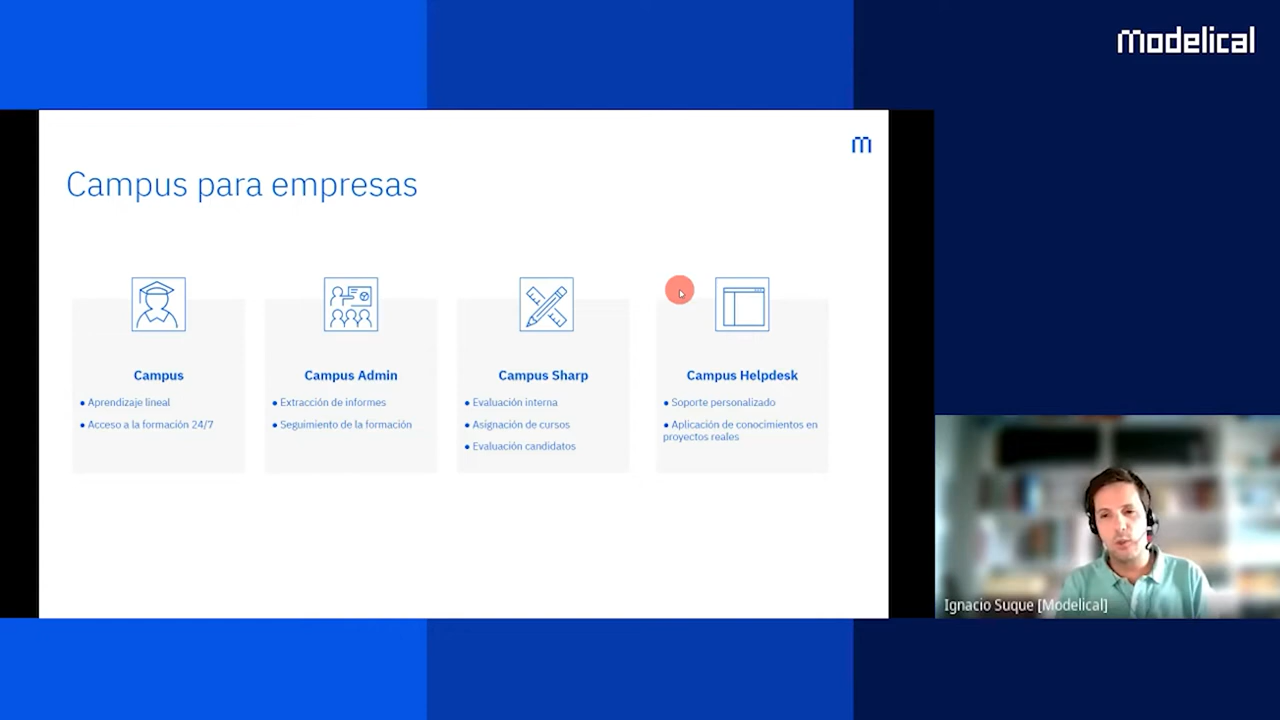 modelical
m
Campus para empresas
Campus
● Aprendizaje lineal
● Acceso a la formación 24/7
Campus Admin
● Extracción de informes
● Seguimiento de la formación
Campus Sharp
● Evaluación interna
● Asignación de cursos
● Evaluación candidatos
Campus Helpdesk
● Soporte personalizado
● Aplicación de conocimientos en
proyectos reales
Ignacio Suque [Modelical]